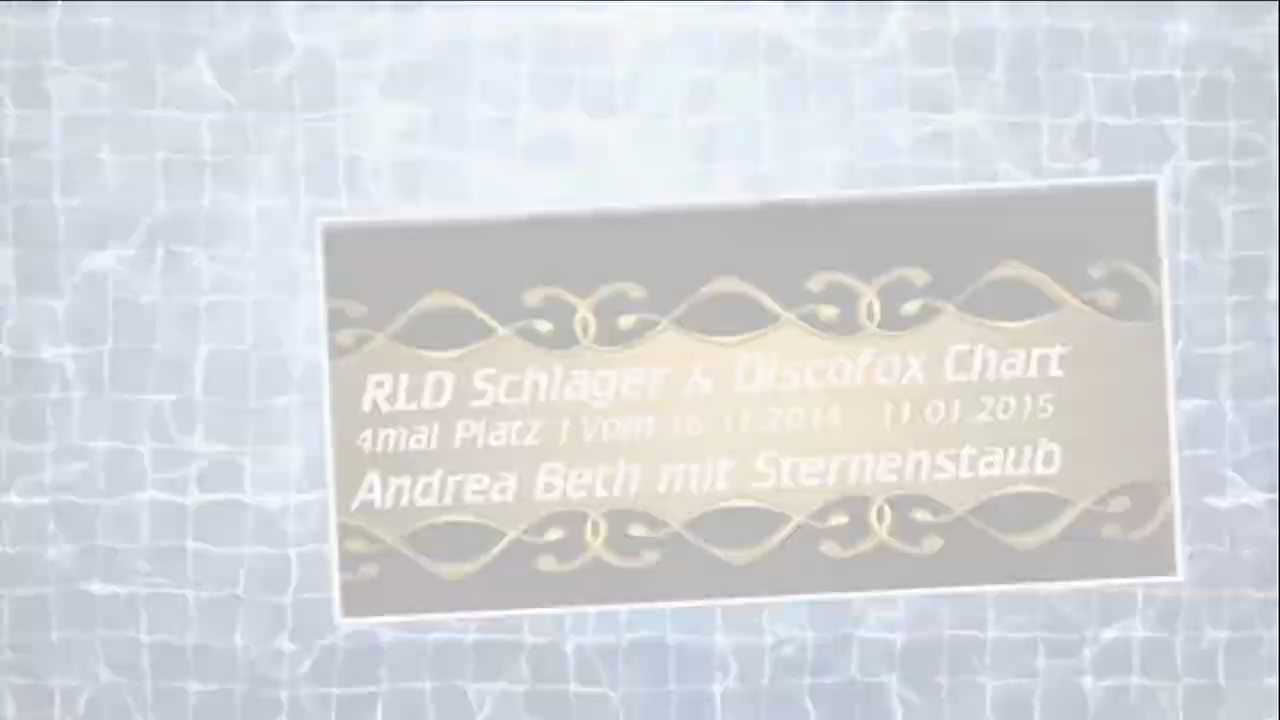 RLD Schlager & Discofox Chart
4mal Platz 1 Vom 16.11.2014 11.01.2015
Andrea Beth mit Sternenstaub